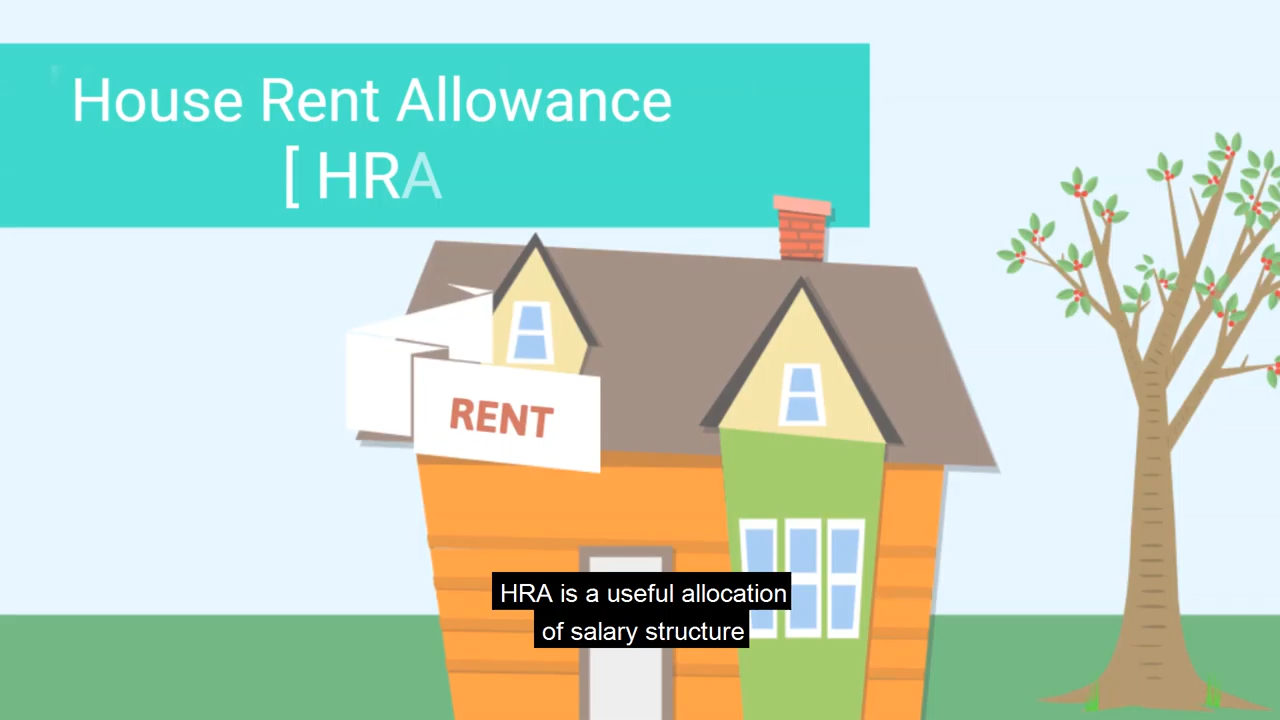 House Rent Allowance
[ HRA
RENT
HRA is a useful allocation
of salary structure